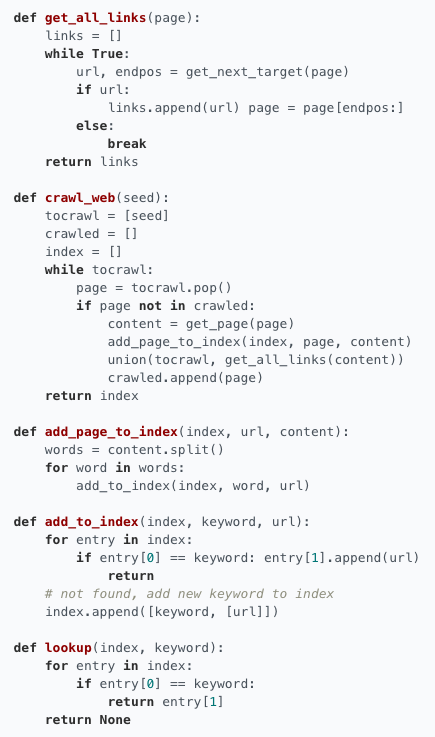 def get_all_links(page):
    links = []
    while True:
        url, endpos = get_next_target(page)
        if url:
            links.append(url) page = page[endpos:]
        else:
            break
    return links

def crawl_web(seed):
    tocrawl = [seed]
    crawled = []
    index = []
    while tocrawl:
        page = tocrawl.pop()
        if page not in crawled:
            content = get_page(page)
            add_page_to_index(index, page, content)
            union(tocrawl, get_all_links(content))
            crawled.append(page)
    return index

def add_page_to_index(index, url, content):
    words = content.split()
    for word in words:
        add_to_index(index, word, url)

def add_to_index(index, keyword, url):
    for entry in index:
        if entry[0] == keyword: entry[1].append(url)
            return
    # not found, add new keyword to index
    index.append([keyword, [url]])

def lookup(index, keyword):
    for entry in index:
        if entry[0] == keyword:
            return entry[1]
    return None